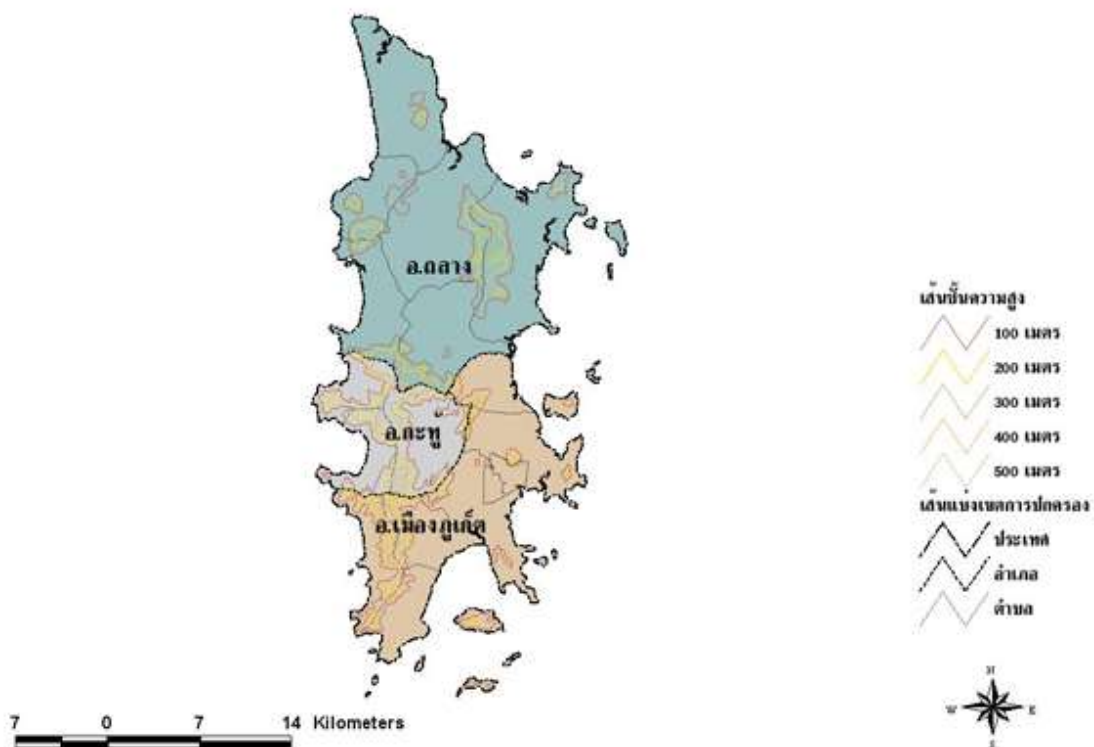 อ.ถลาง
อ.กะทู้
อ.เมืองภูเก็ต
เส้นชั้นความสูง
100 เมตร
200 เมตร
300 เมตร
400 เมตร
500 เมตร
เส้นแบ่งเขตการปกครอง
ประเทศ
อำเภอ
ตำบล
N
W E
S
7 0 7 14 Kilometers